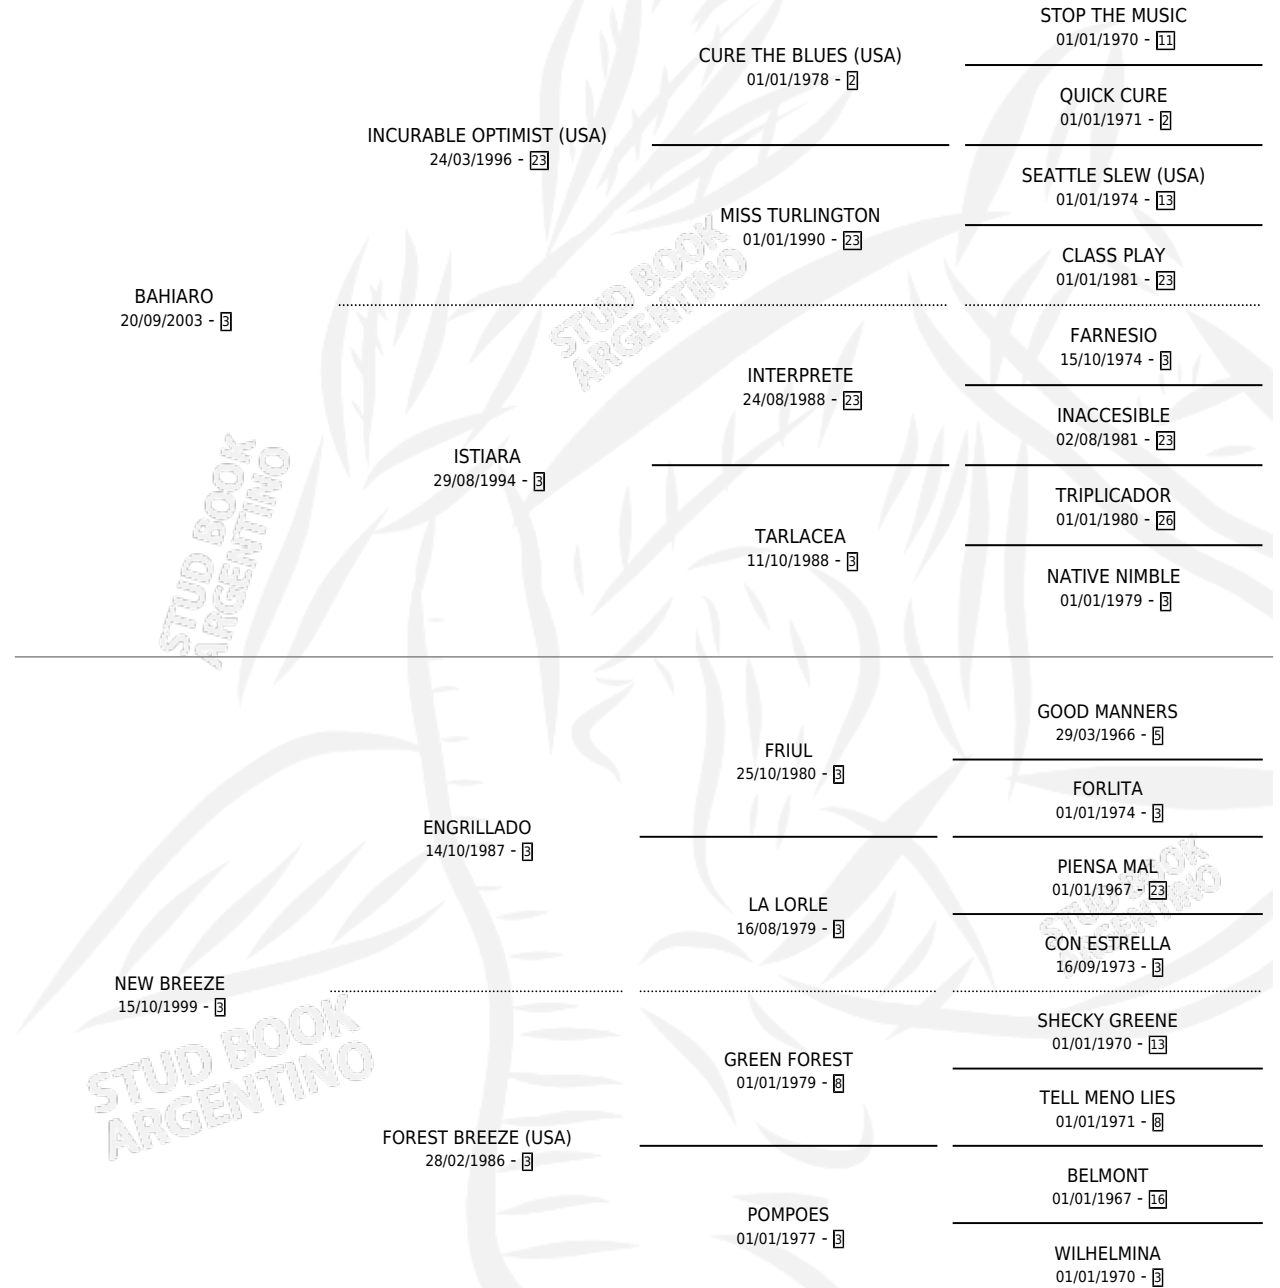 STOP THE MUSIC
01/01/1970 - 11
CURE THE BLUES (USA)
01/01/1978 - 2
QUICK CURE
01/01/1971 - 2
INCURABLE OPTIMIST (USA)
24/03/1996 - 23
SEATTLE SLEW (USA)
01/01/1974 - 13
MISS TURLINGTON
01/01/1990 - 23
CLASS PLAY
01/01/1981 - 23
BAHIARO
20/09/2003 - 3
FARNESIO
15/10/1974 - 3
INTERPRETE
24/08/1988 - 23
INACCESIBLE
02/08/1981 - 23
ISTIARA
29/08/1994 - 3
TRIPLICADOR
01/01/1980 - 26
TARLACEA
11/10/1988 - 3
NATIVE NIMBLE
01/01/1979 - 3
GOOD MANNERS
29/03/1966 - 5
FRIUL
25/10/1980 - 3
FORLITA
01/01/1974 - 3
ENGRILLADO
14/10/1987 - 3
PIENSA MAL
01/01/1967 - 23
LA LORLE
16/08/1979 - 3
CON ESTRELLA
16/09/1973 - 3
NEW BREEZE
15/10/1999 - 3
SHECKY GREENE
01/01/1970 - 13
GREEN FOREST
01/01/1979 - 8
TELL MENO LIES
01/01/1971 - 8
FOREST BREEZE (USA)
28/02/1986 - 3
BELMONT
01/01/1967 - 16
POMPOES
01/01/1977 - 3
WILHELMINA
01/01/1970 - 3
STUD BOOK
ARGENTINO
STUD BOOK
ARGENTINO
STUD BOOK
ARGENTINO
STUD BOOK
ARGENTINO